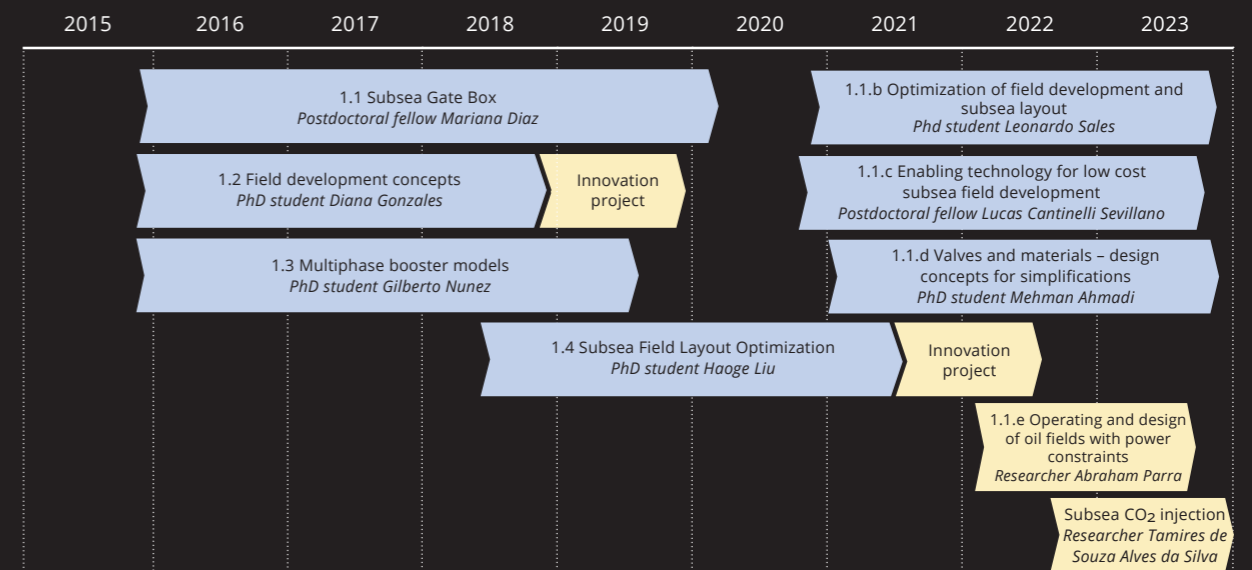 2015 2016 2017 2018 2019 2020 2021 2022 2023
1.1 Subsea Gate Box
Postdoctoral fellow Mariana Diaz
1.1.b Optimization of field development and
subsea layout
Phd student Leonardo Sales
1.2 Field development concepts
PhD student Diana Gonzales
Innovation
project
1.1.c Enabling technology for low cost
subsea field development
Postdoctoral fellow Lucas Cantinelli Sevillano
1.3 Multiphase booster models
PhD student Gilberto Nunez
1.1.d Valves and materials – design
concepts for simplifications
PhD student Mehman Ahmadi
1.4 Subsea Field Layout Optimization
PhD student Haoge Liu
Innovation
project
1.1.e Operating and design
of oil fields with power
constraints
Researcher Abraham Parra
Subsea CO2 injection
Researcher Tamires de
Souza Alves da Silva